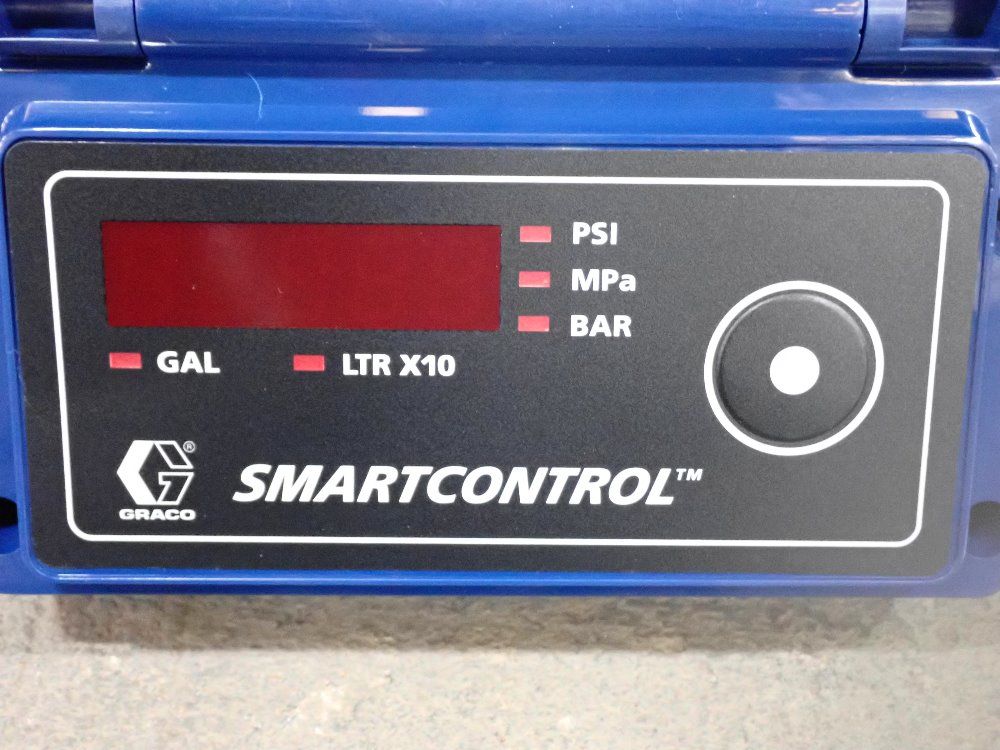 PSI
MPa
BAR
GAL
LTR X10
®
GRACO
SMARTCONTROL™